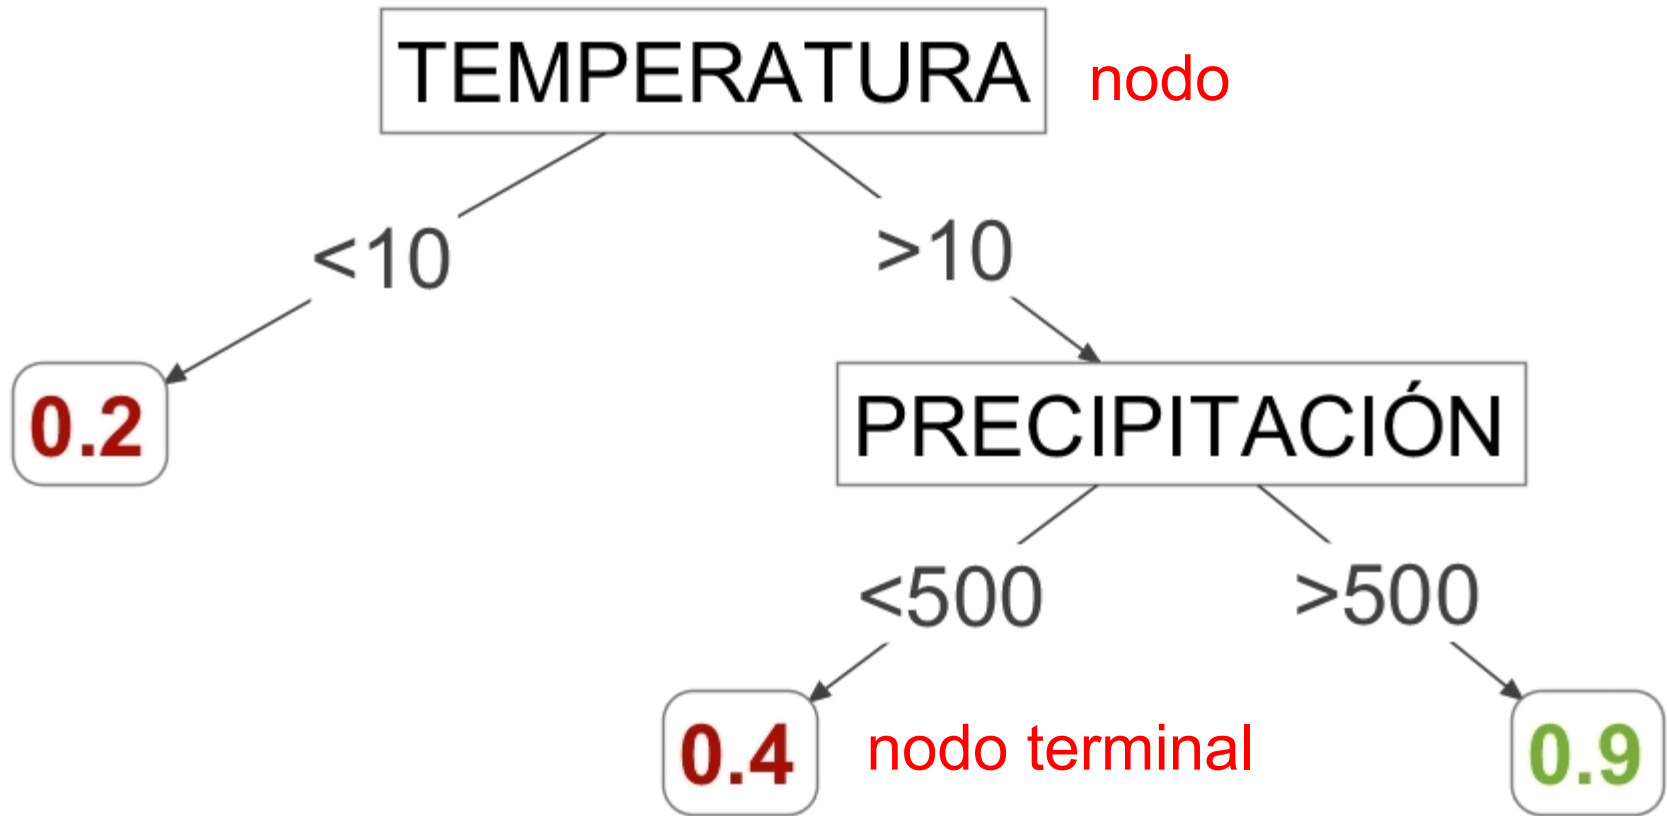 TEMPERATURA nodo
<10 >10
0.2 PRECIPITACIÓN
<500 >500
0.4 nodo terminal 0.9